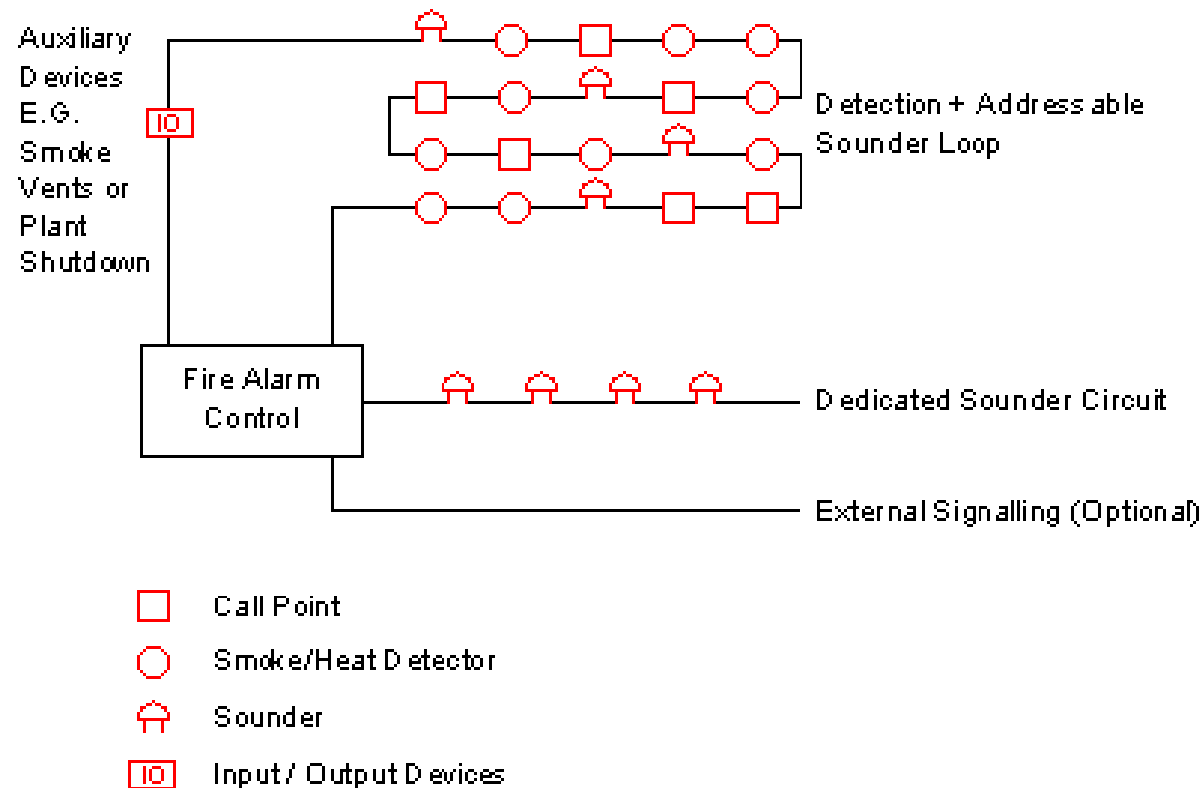 Auxiliary
Devices
E.G.
Smoke
Vents or
Plant
Shutdown
IO
Detection + Addressable
Sounder Loop
Fire Alarm
Control
Dedicated Sounder Circuit
External Signalling (Optional)
Call Point
Smoke/Heat Detector
Sounder
IO Input / Output Devices